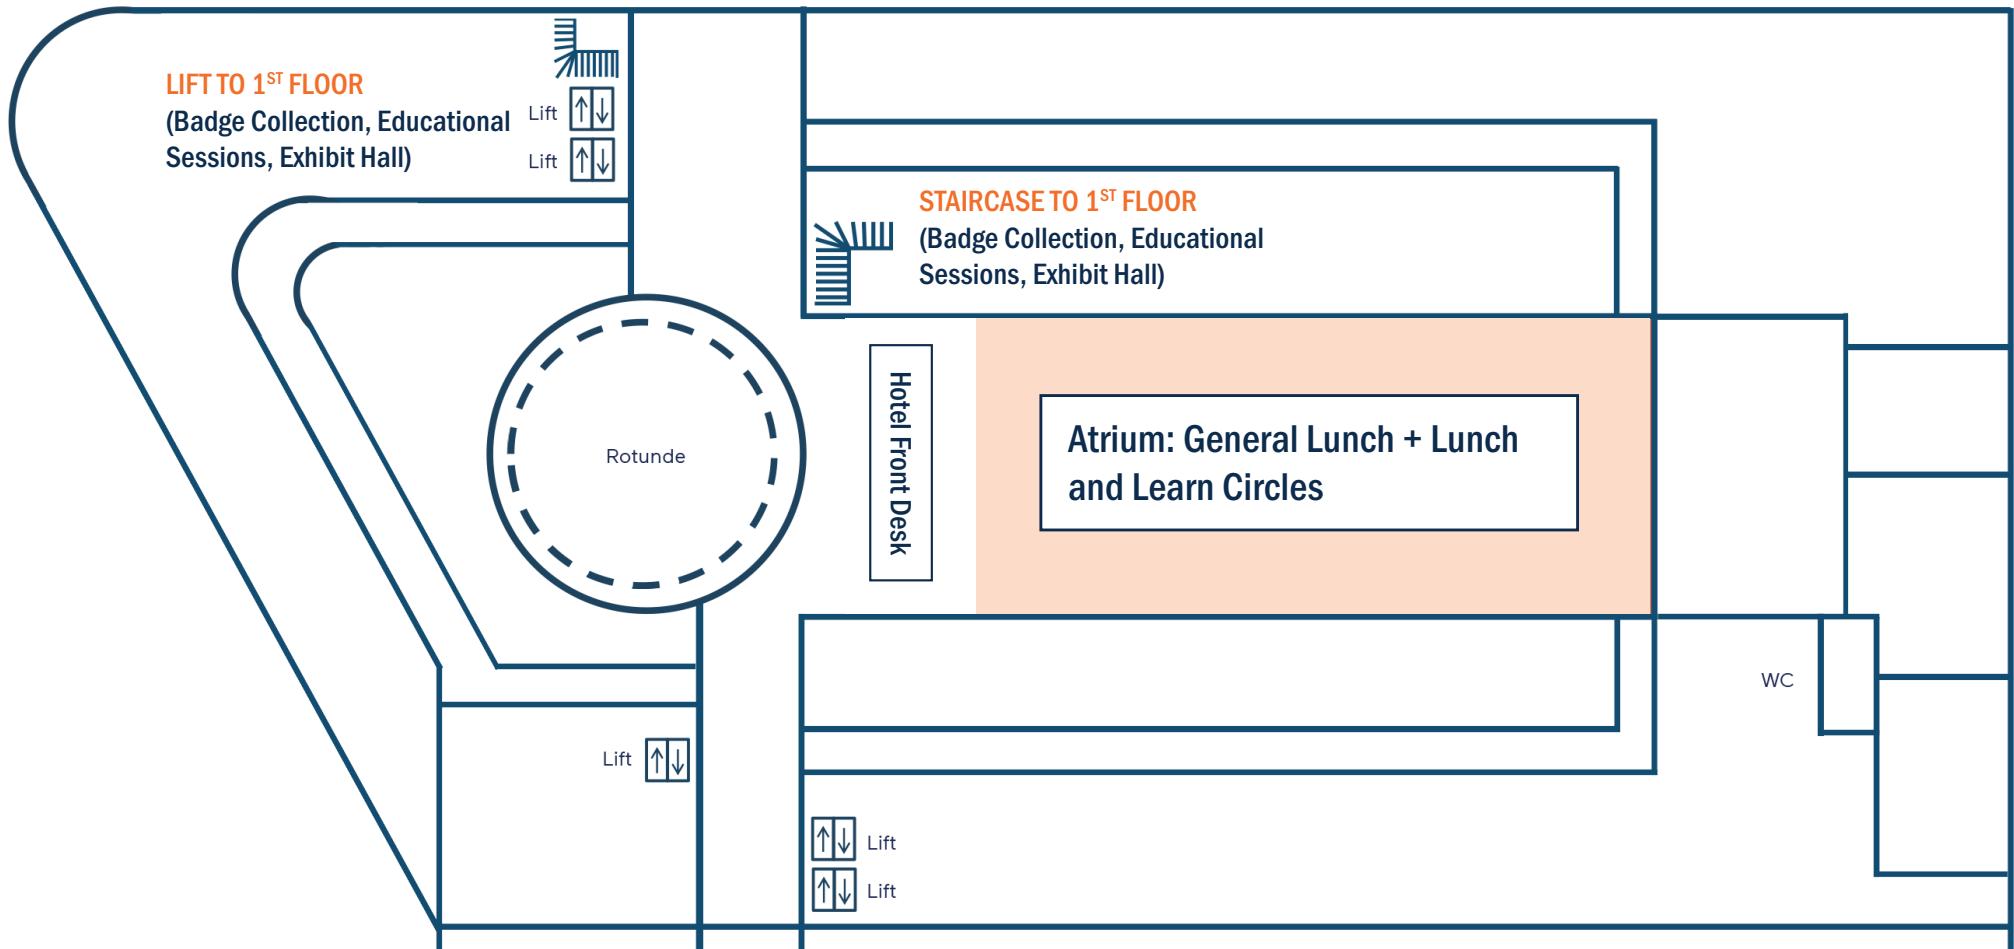 LIFT TO 1ST FLOOR
(Badge Collection, Educational
Sessions, Exhibit Hall)
Lift
Lift
STAIRCASE TO 1ST FLOOR
(Badge Collection, Educational
Sessions, Exhibit Hall)
Rotunde
Hotel Front Desk
Atrium: General Lunch + Lunch
and Learn Circles
WC
Lift
Lift
Lift